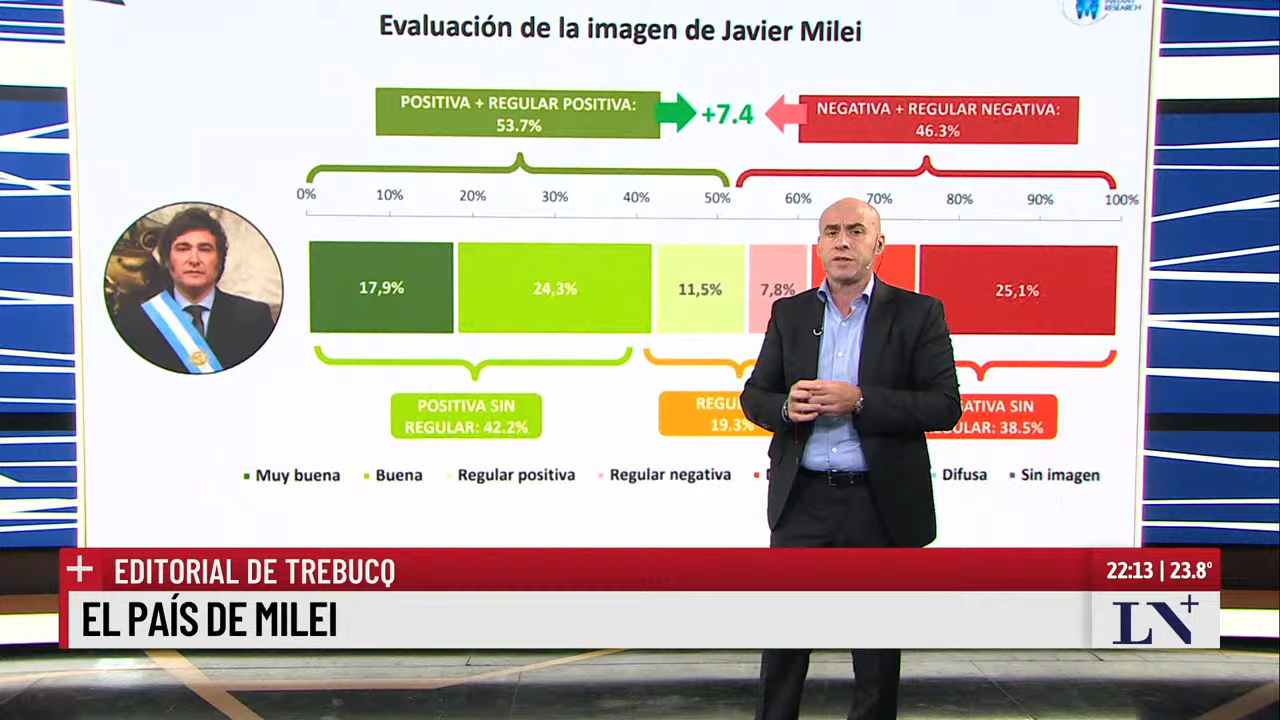 RESEARCH
Evaluación de la imagen de Javier Milei
POSITIVA + REGULAR POSITIVA:
53.7%
+7.4
NEGATIVA + REGULAR NEGATIVA:
46.3%
0% 10% 20% 30% 40% 50% 60% 70% 80% 90% 100%
17,9% 24,3% 11,5% 7,8% 25,1%
POSITIVA SIN
REGULAR: 42.2%
19.3%
SIN
38.5%
Muy buena Buena Regular positiva Regular negativa Difusa Sin imagen
EDITORIAL DE TREBUCQ
22:13 | 23.8°
EL PAÍS DE MILEI
LN+